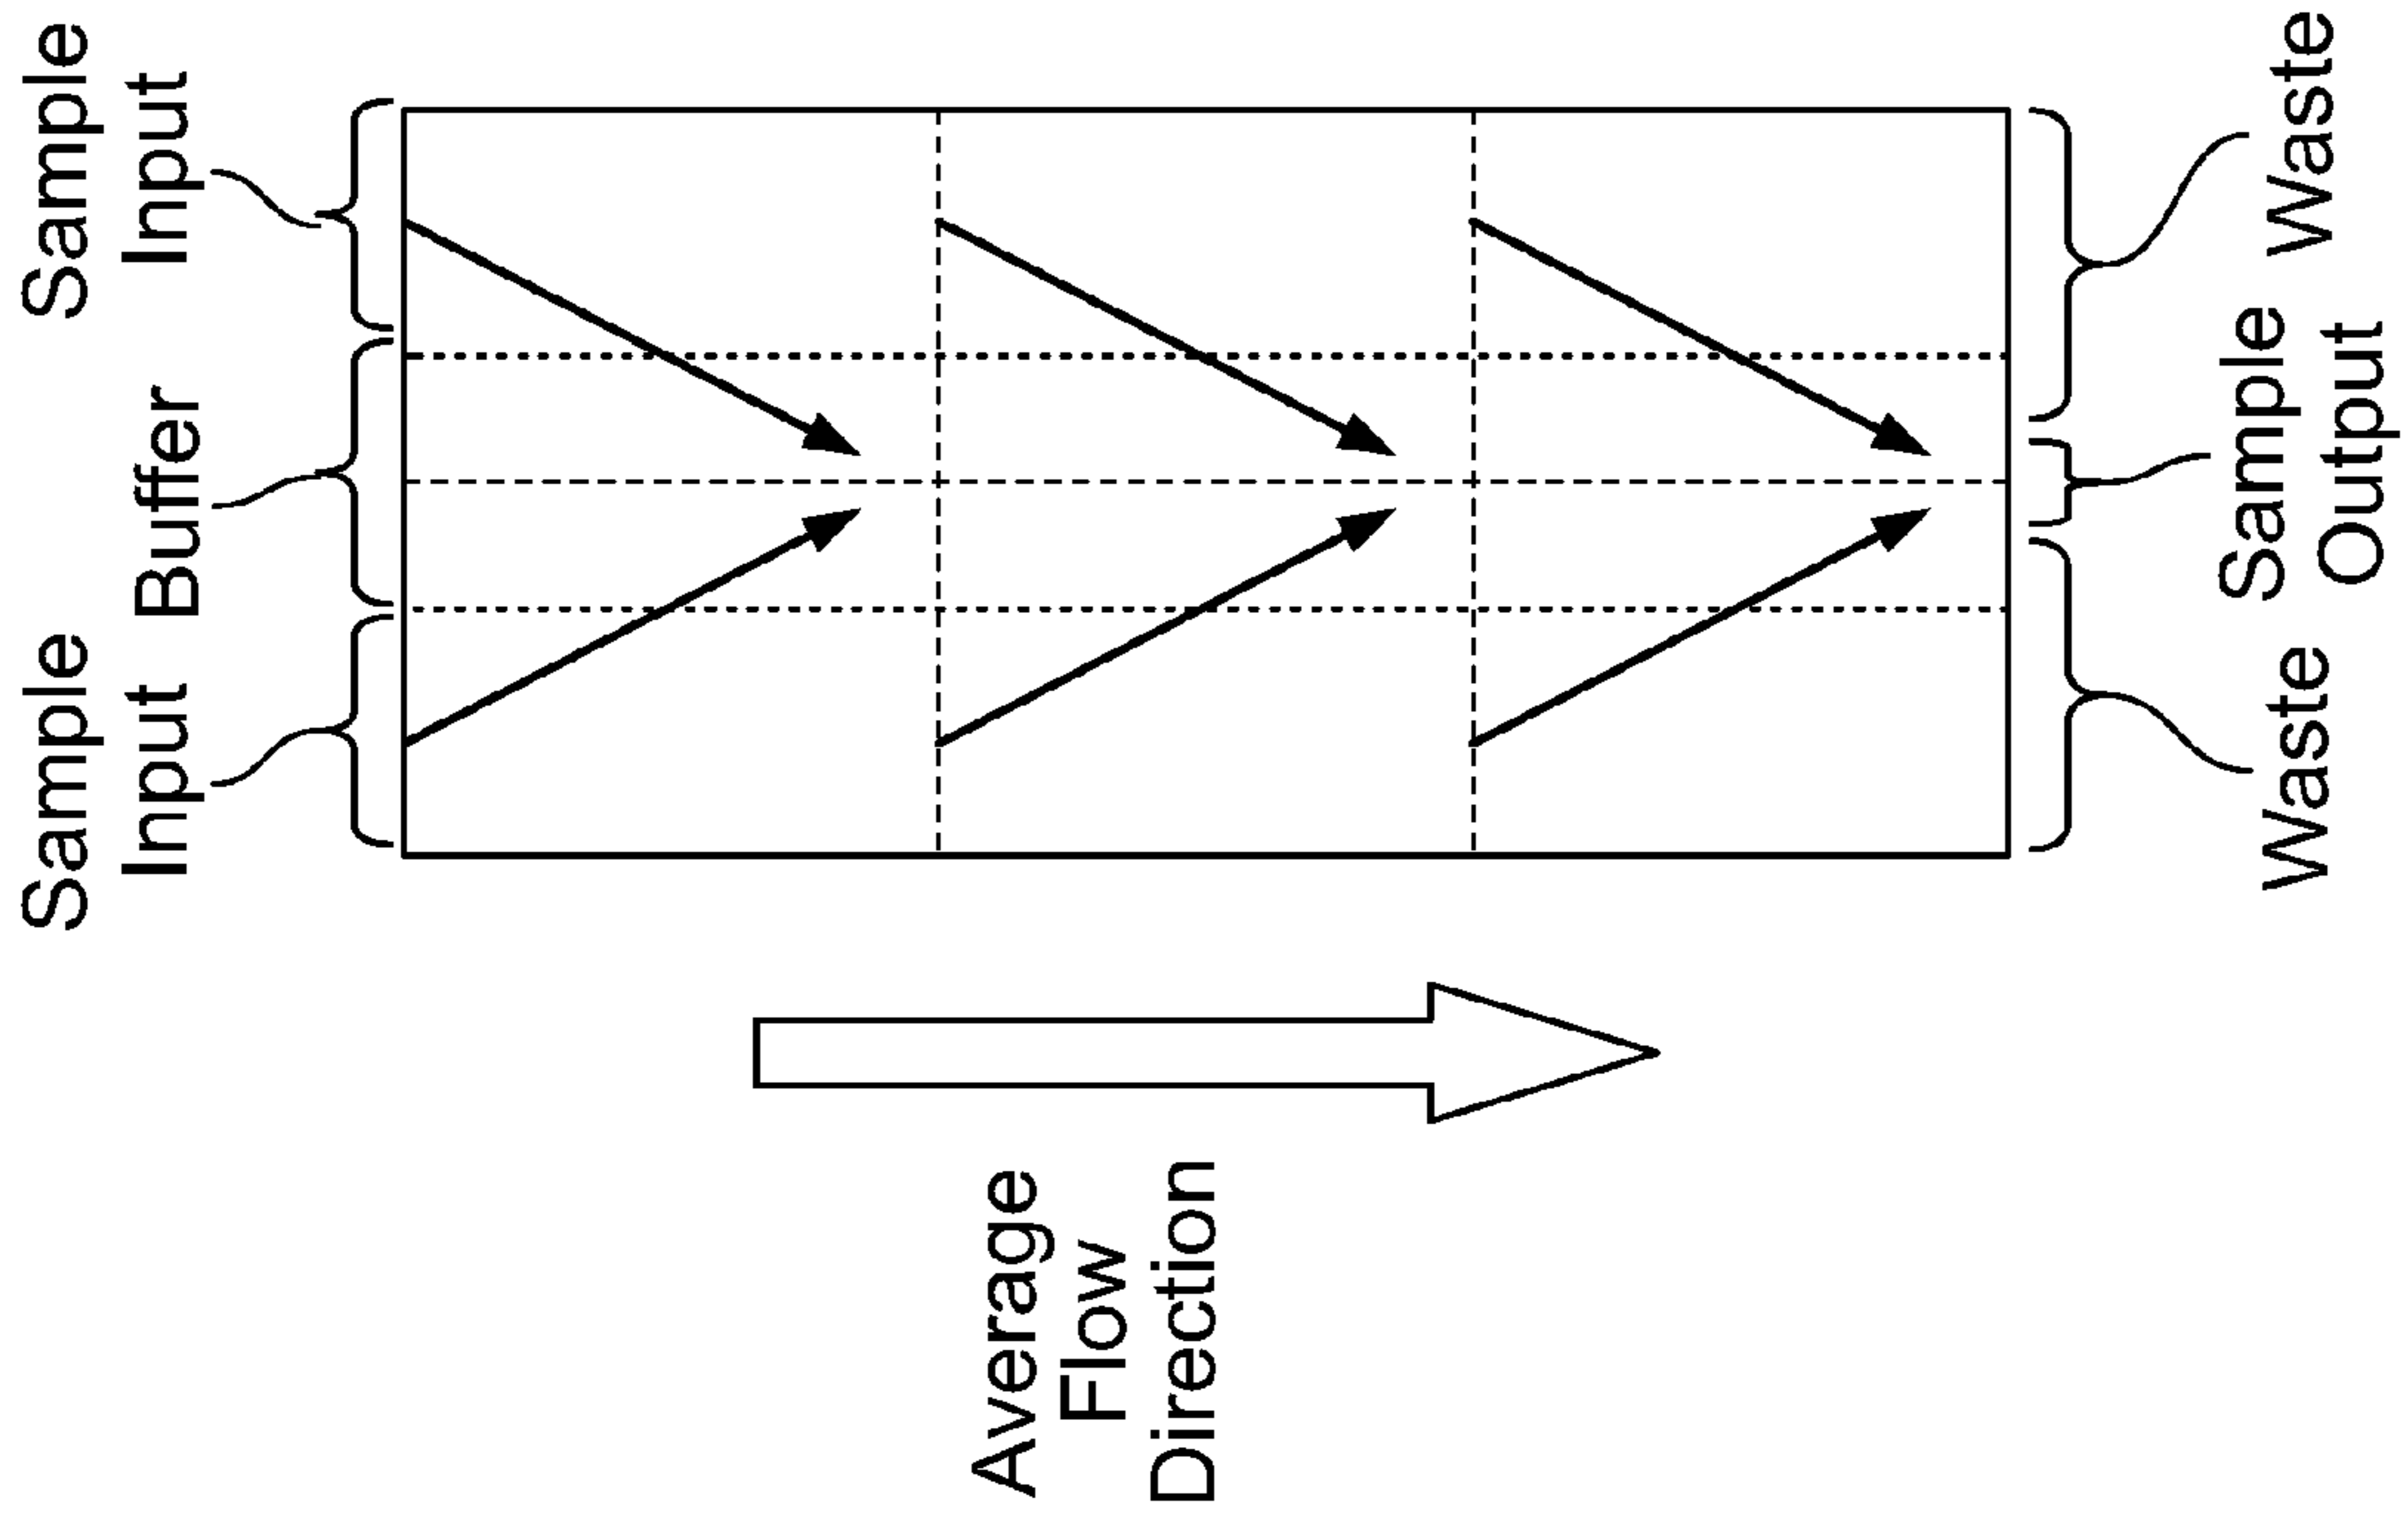 Sample
Input
Buffer
Sample
Input
Average
Flow
Direction
Waste
Sample
Output
Waste